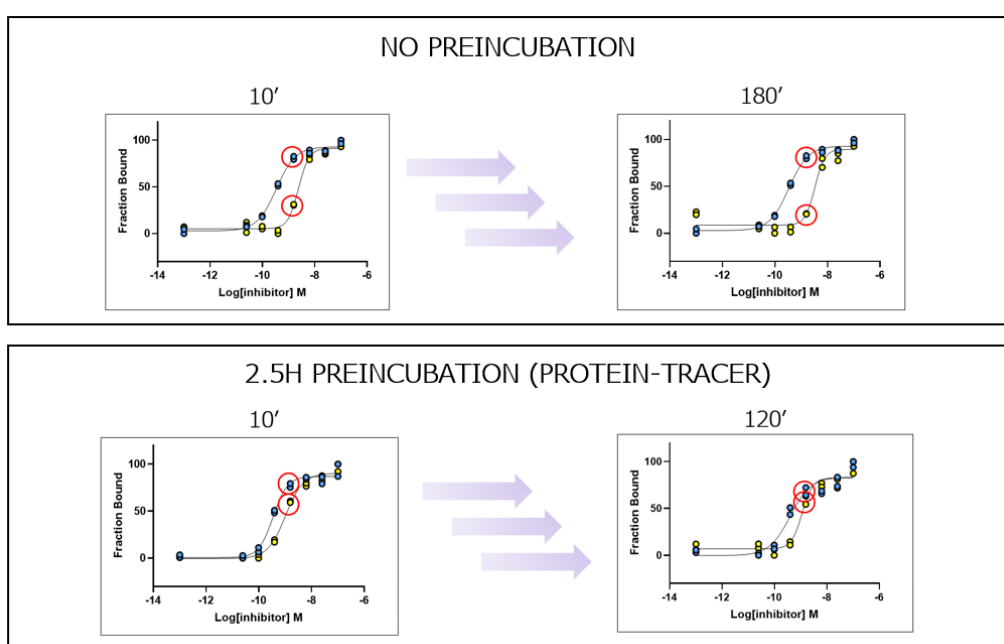 NO PREINCUBATION
10’
180’
100
50
0
-14 -12 -10 -8 -6
Fraction Bound
Log[inhibitor] M
100
50
0
-14 -12 -10 -8 -6
Fraction Bound
Log[inhibitor] M
2.5H PREINCUBATION (PROTEIN-TRACER)
10’
120’
100
50
0
-14 -12 -10 -8 -6
Fraction Bound
Log[inhibitor] M
100
50
0
-14 -12 -10 -8 -6
Fraction Bound
Log[inhibitor] M